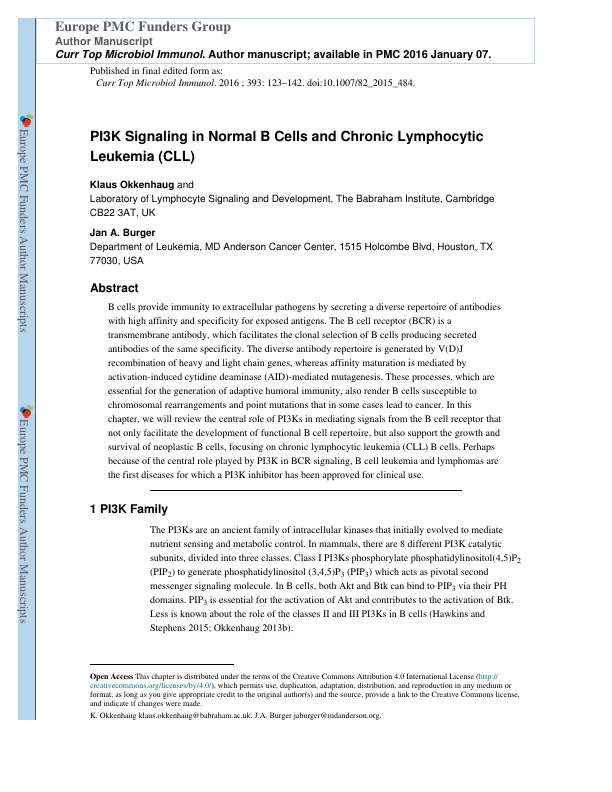 Europe PMC Funders Group
Author Manuscript
Curr Top Microbiol Immunol. Author manuscript; available in PMC 2016 January 07.
Published in final edited form as:
Curr Top Microbiol Immunol. 2016 ; 393: 123–142. doi:10.1007/82_2015_484.
Europe PMC Funders Author Manuscripts
Europe PMC Funders Author Manuscripts
PI3K Signaling in Normal B Cells and Chronic Lymphocytic
Leukemia (CLL)
Klaus Okkenhaug and
Laboratory of Lymphocyte Signaling and Development, The Babraham Institute, Cambridge
CB22 3AT, UK
Jan A. Burger
Department of Leukemia, MD Anderson Cancer Center, 1515 Holcombe Blvd, Houston, TX
77030, USA
Abstract
B cells provide immunity to extracellular pathogens by secreting a diverse repertoire of antibodies
with high affinity and specificity for exposed antigens. The B cell receptor (BCR) is a
transmembrane antibody, which facilitates the clonal selection of B cells producing secreted
antibodies of the same specificity. The diverse antibody repertoire is generated by V(D)J
recombination of heavy and light chain genes, whereas affinity maturation is mediated by
activation-induced cytidine deaminase (AID)-mediated mutagenesis. These processes, which are
essential for the generation of adaptive humoral immunity, also render B cells susceptible to
chromosomal rearrangements and point mutations that in some cases lead to cancer. In this
chapter, we will review the central role of PI3Ks in mediating signals from the B cell receptor that
not only facilitate the development of functional B cell repertoire, but also support the growth and
survival of neoplastic B cells, focusing on chronic lymphocytic leukemia (CLL) B cells. Perhaps
because of the central role played by PI3K in BCR signaling, B cell leukemia and lymphomas are
the first diseases for which a PI3K inhibitor has been approved for clinical use.
1 PI3K Family
The PI3Ks are an ancient family of intracellular kinases that initially evolved to mediate
nutrient sensing and metabolic control. In mammals, there are 8 different PI3K catalytic
subunits, divided into three classes. Class I PI3Ks phosphorylate phosphatidylinositol(4,5)P2
(PIP2) to generate phosphatidylinositol (3,4,5)P3 (PIP3) which acts as pivotal second
messenger signaling molecule. In B cells, both Akt and Btk can bind to PIP3 via their PH
domains. PIP3 is essential for the activation of Akt and contributes to the activation of Btk.
Less is known about the role of the classes II and III PI3Ks in B cells (Hawkins and
Stephens 2015; Okkenhaug 2013b).
Open Access This chapter is distributed under the terms of the Creative Commons Attribution 4.0 International License (http://
creativecommons.org/licenses/by/4.0/), which permits use, duplication, adaptation, distribution, and reproduction in any medium or
format, as long as you give appropriate credit to the original author(s) and the source, provide a link to the Creative Commons license,
and indicate if changes were made.
K. Okkenhaug klaus.okkenhaug@babraham.ac.uk. J.A. Burger jaburger@mdanderson.org.